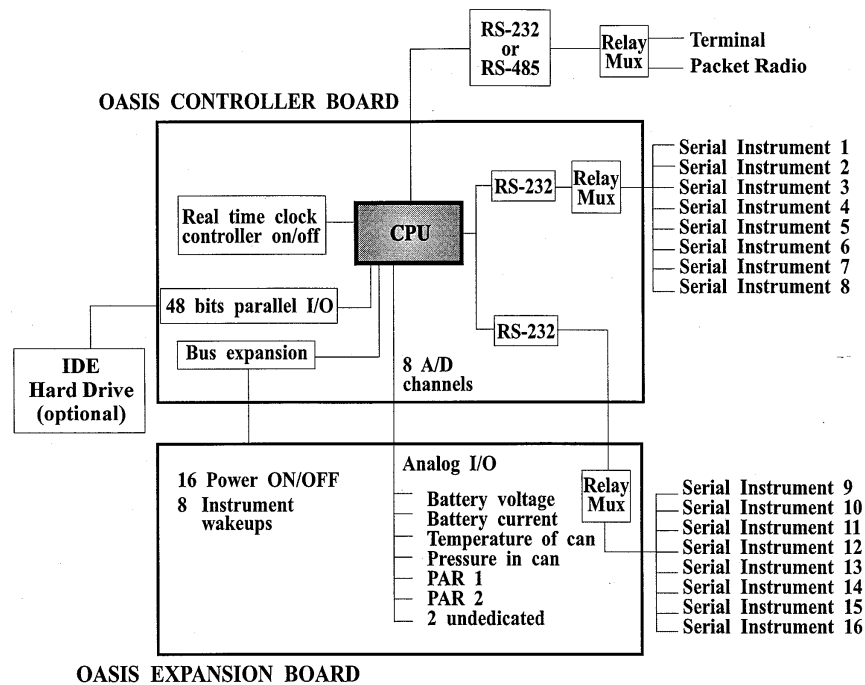 RS-232
or
RS-485
Relay
Mux
Terminal
Packet Radio
OASIS CONTROLLER BOARD
Real time clock
controller on/off
CPU
RS-232
Relay
Mux
Serial Instrument 1
Serial Instrument 2
Serial Instrument 3
Serial Instrument 4
Serial Instrument 5
Serial Instrument 6
Serial Instrument 7
Serial Instrument 8
48 bits parallel I/O
RS-232
Bus expansion
8 A/D
channels
IDE
Hard Drive
(optional)
16 Power ON/OFF
8 Instrument
wakeups
Analog I/O
Battery voltage
Battery current
Temperature of can
Pressure in can
PAR 1
PAR 2
2 undedicated
Relay
Mux
Serial Instrument 9
Serial Instrument 10
Serial Instrument 11
Serial Instrument 12
Serial Instrument 13
Serial Instrument 14
Serial Instrument 15
Serial Instrument 16
OASIS EXPANSION BOARD